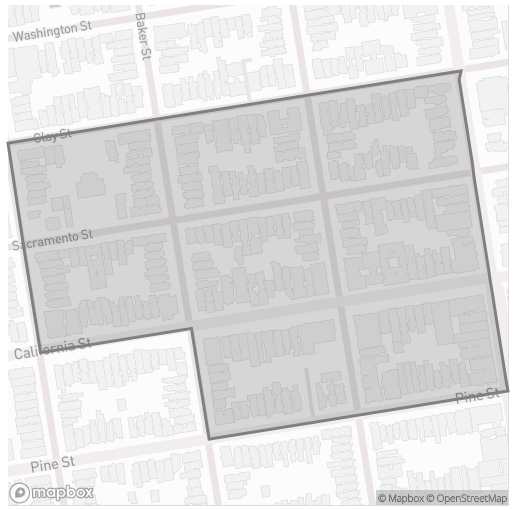 Washington St
Baker St
Clay St
Sacramento St
California St
Pine St
Pine St
mapbox
© Mapbox © OpenStreetMap